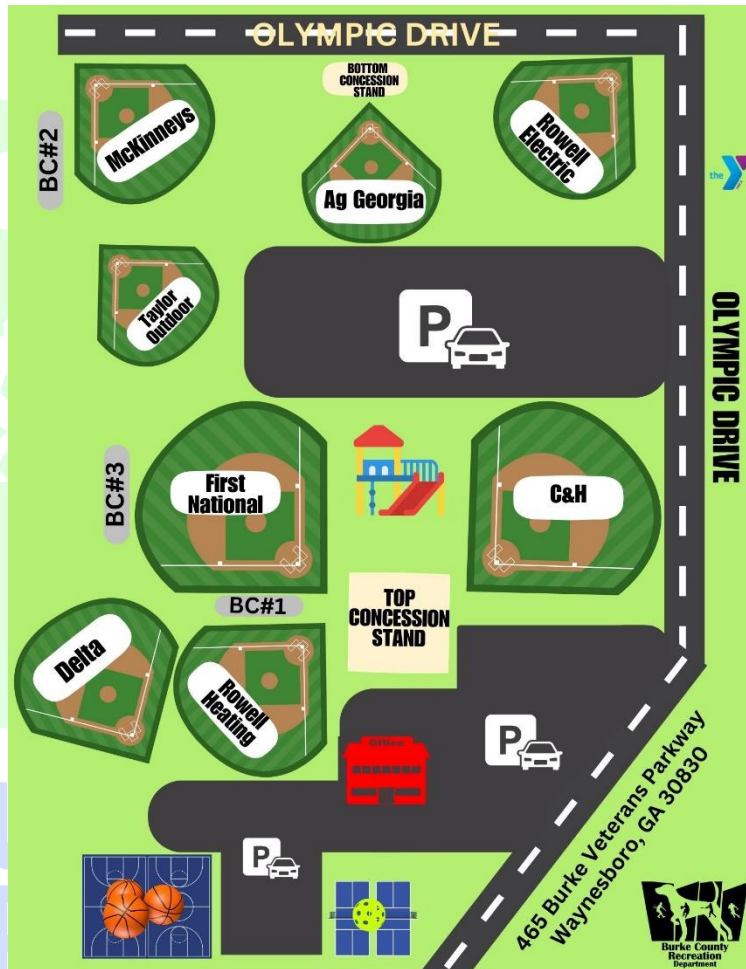 OLYMPIC DRIVE
BOTTOM
CONCESSION
STAND
BC#2
McKinneys
Ag Georgia
Rowell
Electric
the
Taylor
Outdoor
P
OLYMPIC DRIVE
BC#3
First
National
C&H
BC#1
TOP
CONCESSION
STAND
Delta
Rowell
Heating
P
Office
P
465 Burke Veterans Parkway
Waynesboro, GA 30830
Burke County
Recreation
Department